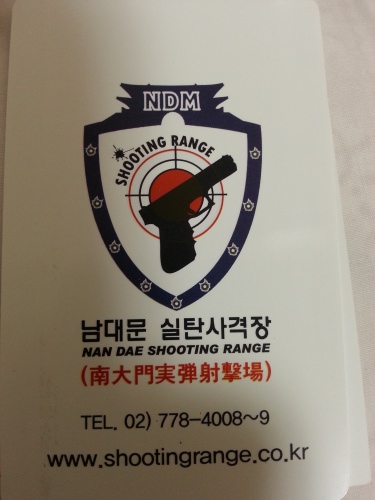 NDM
SHOOTING RANGE
남대문 실탄사격장
NAN DAE SHOOTING RANGE
(南大門実弾射撃場)
TEL. 02) 778-4008~9
www.shootingrange.co.kr